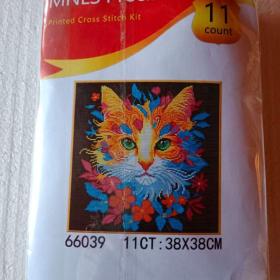 11
Printed Cross Stitch Kit
count
66039 11CT:38X38CM